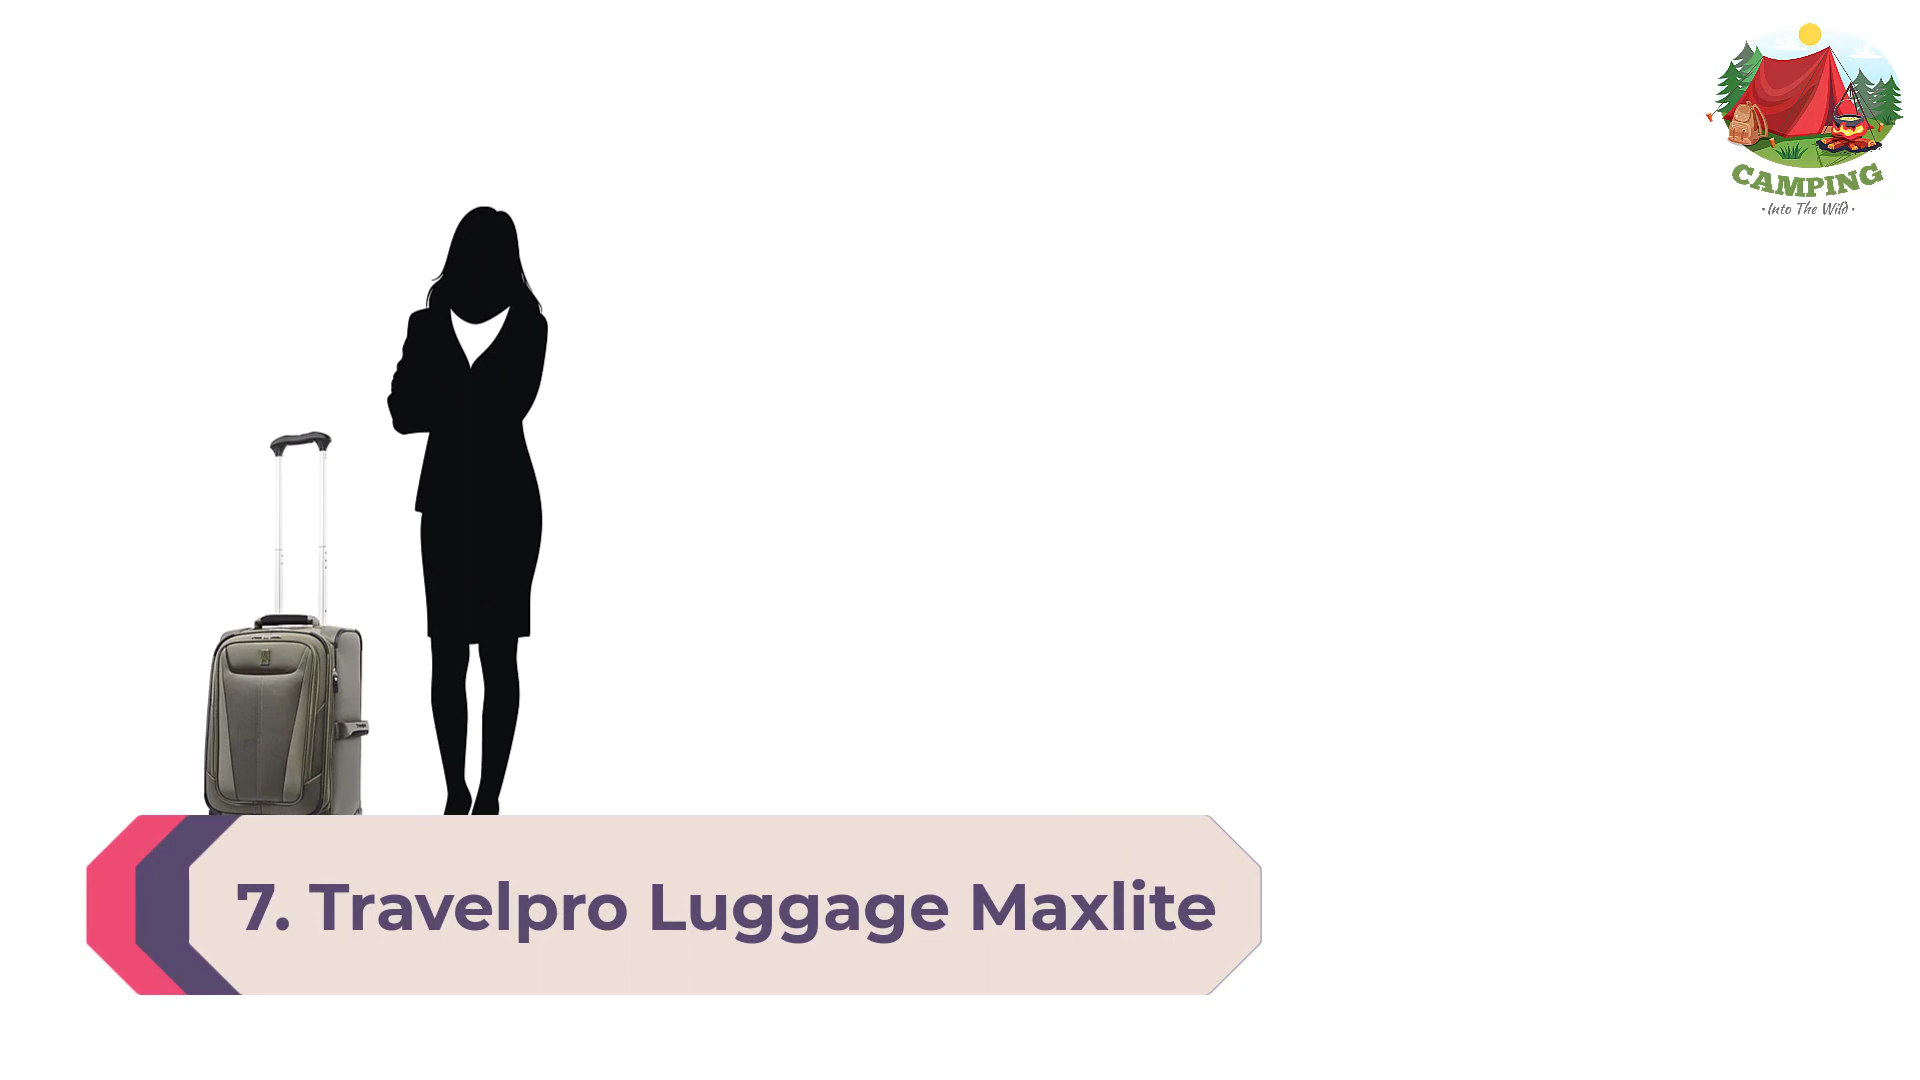 CAMPING
· Into The Wild ·
7. Travelpro Luggage Maxlite